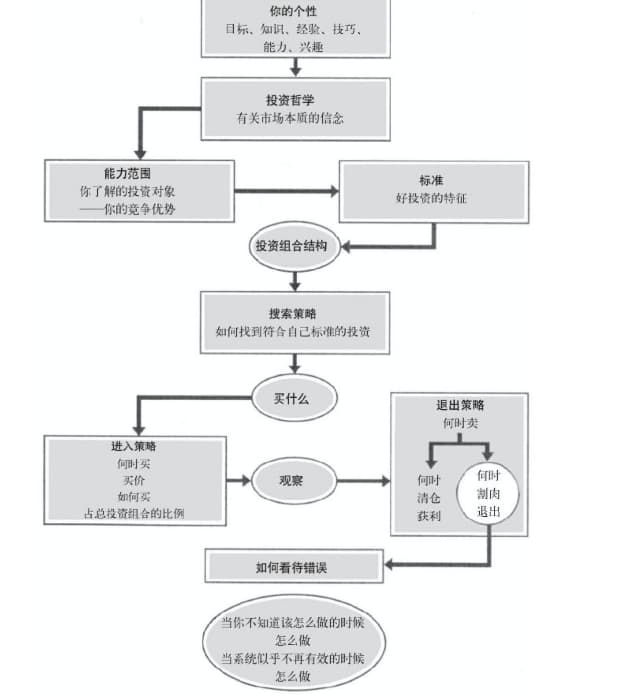 你的个性
目标、知识、经验、技巧、
能力、兴趣
投资哲学
有关市场本质的信念
能力范围
你了解的投资对象
——你的竞争优势
标准
好投资的特征
投资组合结构
搜索策略
如何找到符合自己标准的投资
买什么
进入策略
何时买
买价
如何买
占总投资组合的比例
观察
退出策略
何时卖
何时
清仓
获利
何时
割肉
退出
如何看待错误
当你不知道该怎么做的时候
怎么做
当系统似乎不再有效的时候
怎么做